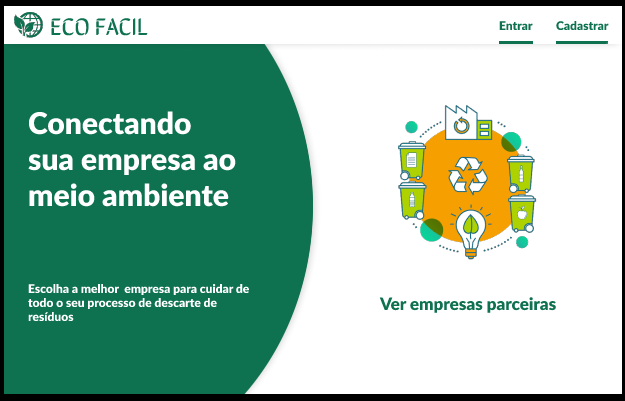 ECO FACIL
Entrar
Cadastrar
Conectando
sua empresa ao
meio ambiente
Escolha a melhor empresa para cuidar de
todo o seu processo de descarte de
resíduos
Ver empresas parceiras